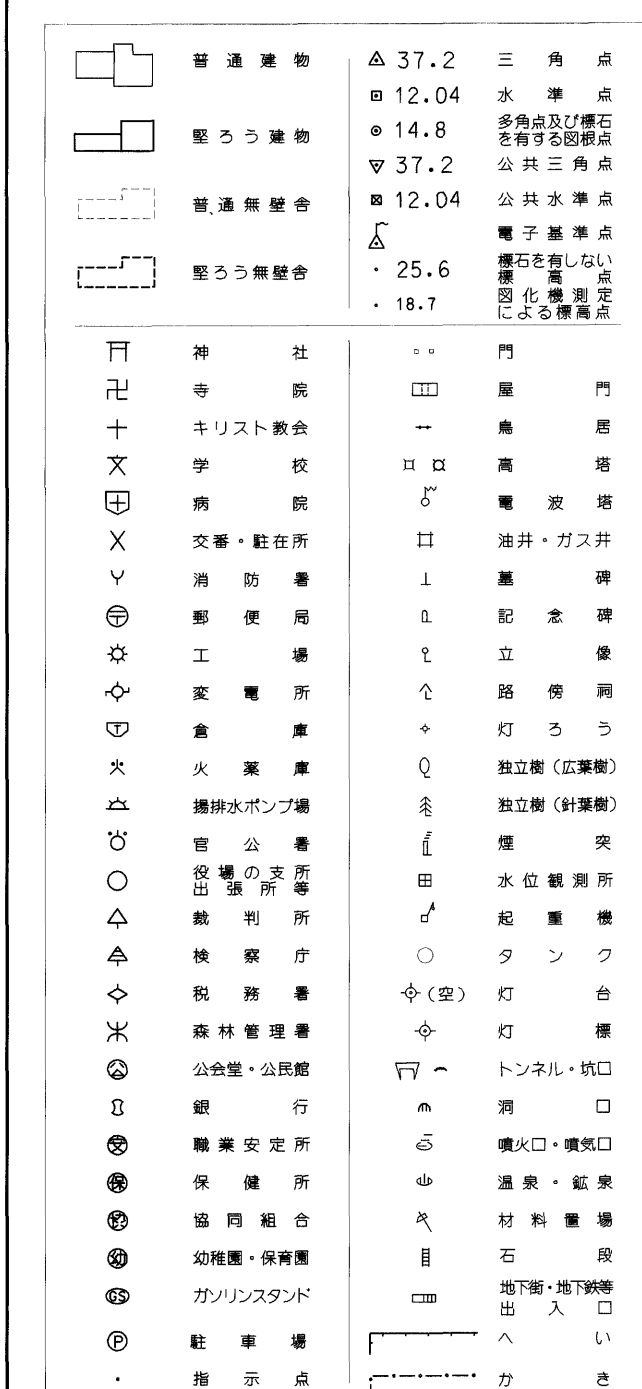 普通建物
堅ろう建物
普通無壁舎
堅ろう無壁舎
37.2 三角点
12.04 水準点
14.8 多角点及び標石
を有する図根点
37.2 公共三角点
12.04 公共水準点
電子基準点
25.6 標石を有しない
標高点
18.7 図化機測定
による標高点
神社
寺院
キリスト教会
文 学校
病院
交番・駐在所
消防署
郵便局
工場
変電所
T 倉庫
火薬庫
揚排水ポンプ場
官公署
役場の支所
出張所等
裁判所
検察庁
税務署
森林管理署
公 公会堂・公民館
銀行
受 職業安定所
保 保健所
協 協同組合
幼 幼稚園・保育園
GS ガソリンスタンド
P 駐車場
指示点
門
屋門
鳥居
高塔
電波塔
油井・ガス井
墓碑
記念碑
立像
路傍祠
灯ろう
独立樹(広葉樹)
独立樹(針葉樹)
煙突
水位観測所
起重機
タンク
(空) 灯台
灯標
トンネル・坑口
洞口
噴火口・噴気口
温泉・鉱泉
材料置場
石段
地下街・地下鉄等
出入口
へい
かき